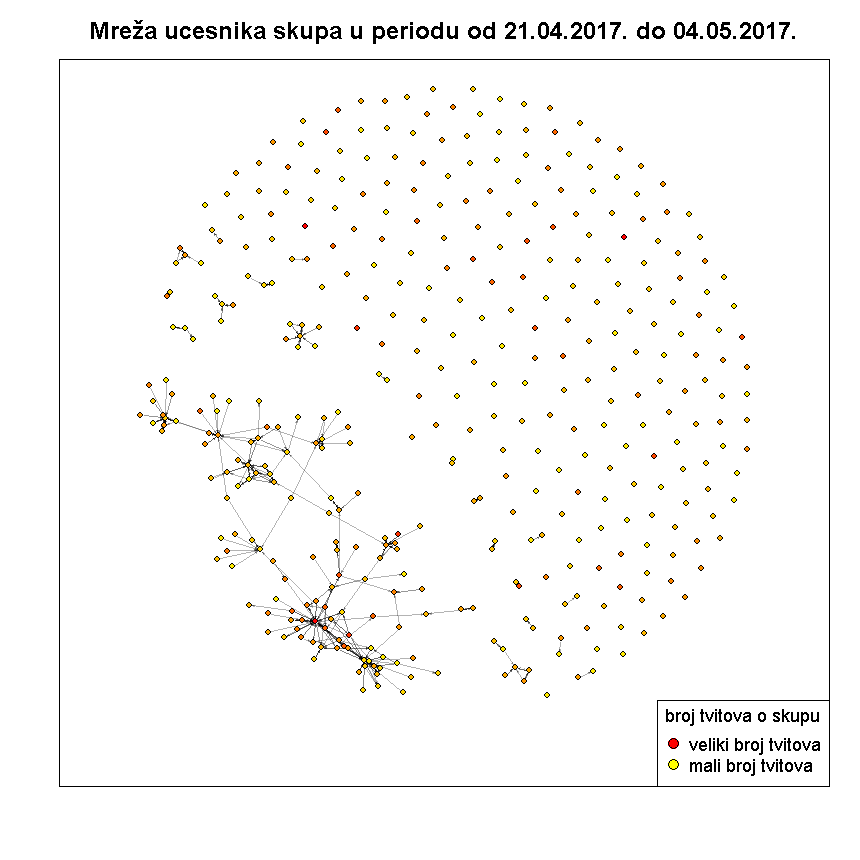 Mreža ucesnika skupa u periodu od 21.04.2017. do 04.05.2017.
broj tvitova o skupu
veliki broj tvitova
mali broj tvitova